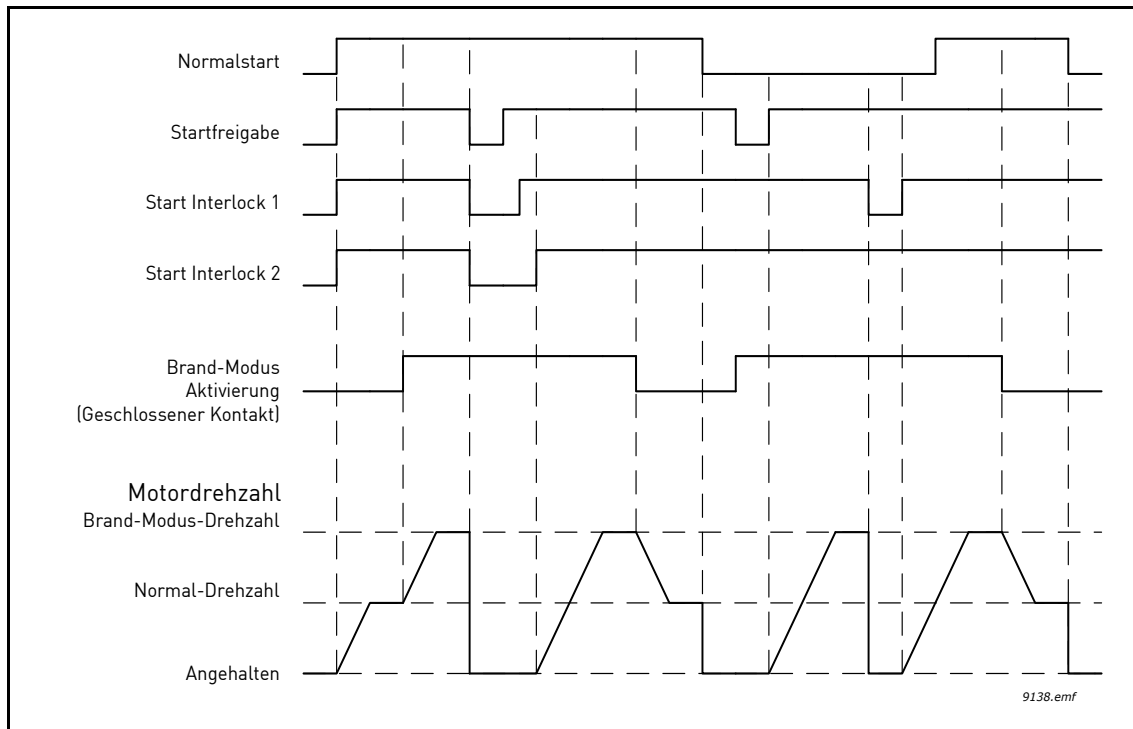 Normalstart
Startfreigabe
Start Interlock 1
Start Interlock 2
Brand-Modus
Aktivierung
(Geschlossener Kontakt)
Motordrehzahl
Brand-Modus-Drehzahl
Normal-Drehzahl
Angehalten
9138.emf